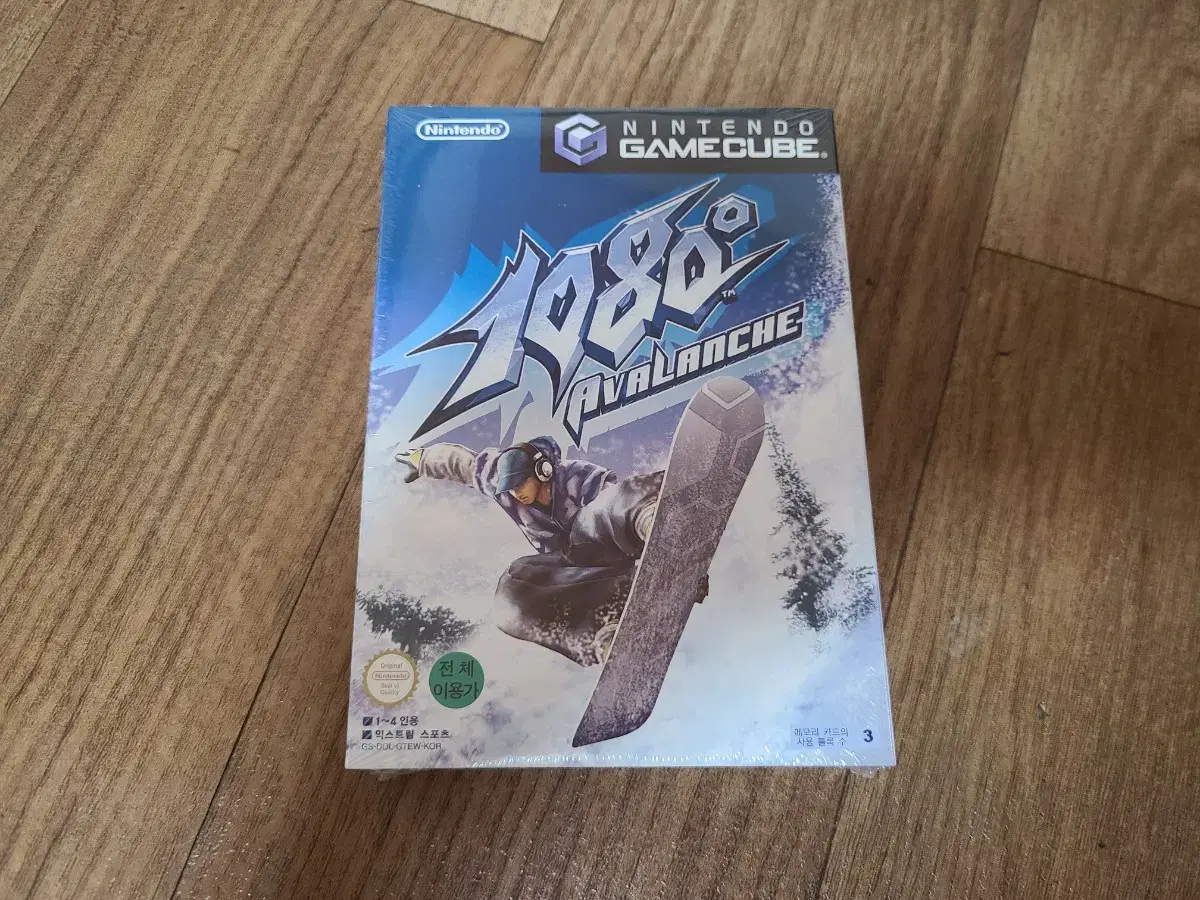 Nintendo
NINTENDO
GAMECUBE
1080°
TM
AVALANCHE
Original
Nintendo
Seal of
Quality
전체
이용가
1~4 인용
익스트림 스포츠
GS-DOL-GTEW-KOR
메모리 카드의
사용 블록 수
3